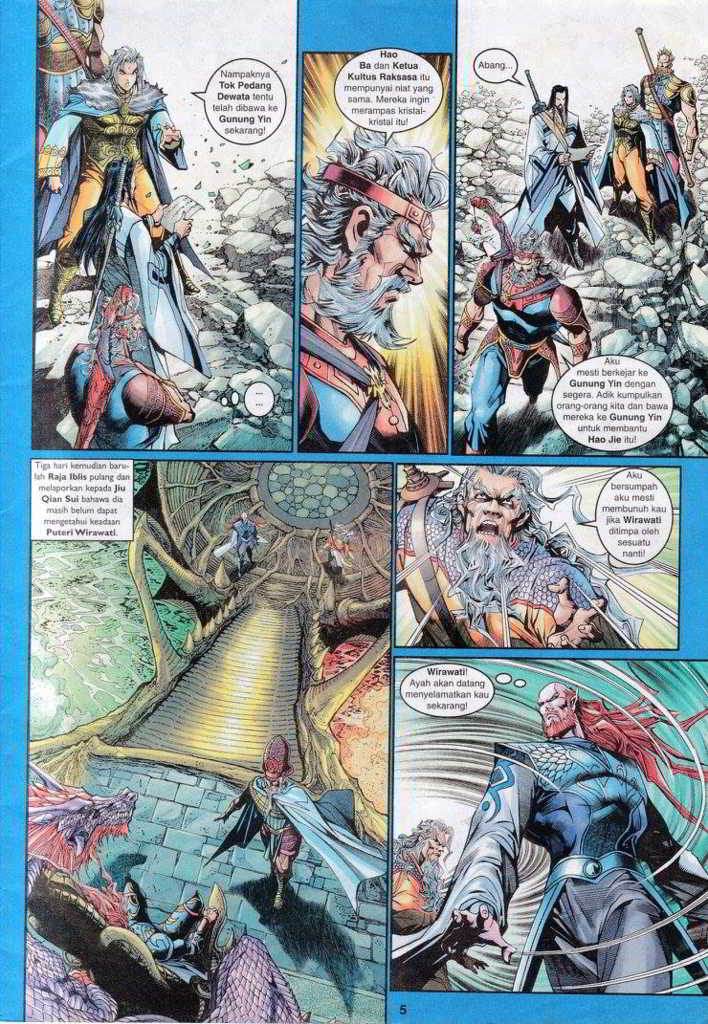 Nampaknya
Tok Pedang
Dewata tentu
telah dibawa ke
Gunung Yin
sekarang!
...
...
Hao
Ba dan Ketua
Kultus Raksasa itu
mempunyai niat yang
sama. Mereka ingin
merampas kristal-
kristal itu!
Abang...
Aku
mesti berkejar ke
Gunung Yin dengan
segera. Adik kumpulkan
orang-orang kita dan bawa
mereka ke Gunung Yin
untuk membantu
Hao Jie itu!
Tiga hari kemudian baru-
lah Raja Iblis pulang dan
melaporkan kepada Jiu
Qian Sui bahawa dia
masih belum dapat
mengetahui keadaan
Puteri Wirawati.
Aku
bersumpah
aku mesti
membunuh kau
jika Wirawati
ditimpa oleh
sesuatu
nanti!
Wirawati!
Ayah akan datang
menyelamatkan kau
sekarang!
5